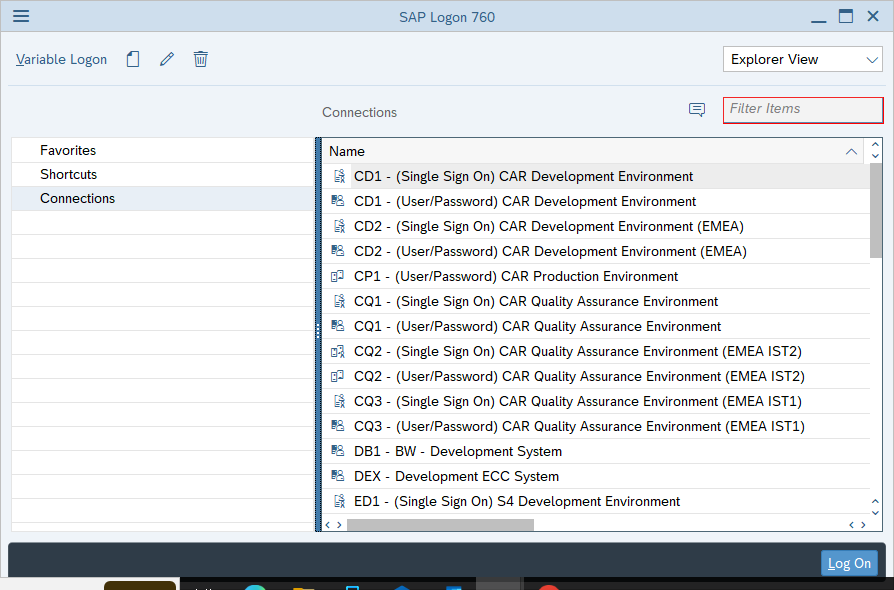 SAP Logon 760
Variable Logon
Explorer View
Connections
Filter Items
Favorites
Shortcuts
Connections
Name
CD1 - (Single Sign On) CAR Development Environment
CD1 - (User/Password) CAR Development Environment
CD2 - (Single Sign On) CAR Development Environment (EMEA)
CD2 - (User/Password) CAR Development Environment (EMEA)
CP1 - (User/Password) CAR Production Environment
CQ1 - (Single Sign On) CAR Quality Assurance Environment
CQ1 - (User/Password) CAR Quality Assurance Environment
CQ2 - (Single Sign On) CAR Quality Assurance Environment (EMEA IST2)
CQ2 - (User/Password) CAR Quality Assurance Environment (EMEA IST2)
CQ3 - (Single Sign On) CAR Quality Assurance Environment (EMEA IST1)
CQ3 - (User/Password) CAR Quality Assurance Environment (EMEA IST1)
DB1 - BW - Development System
DEX - Development ECC System
ED1 - (Single Sign On) S4 Development Environment
Log On